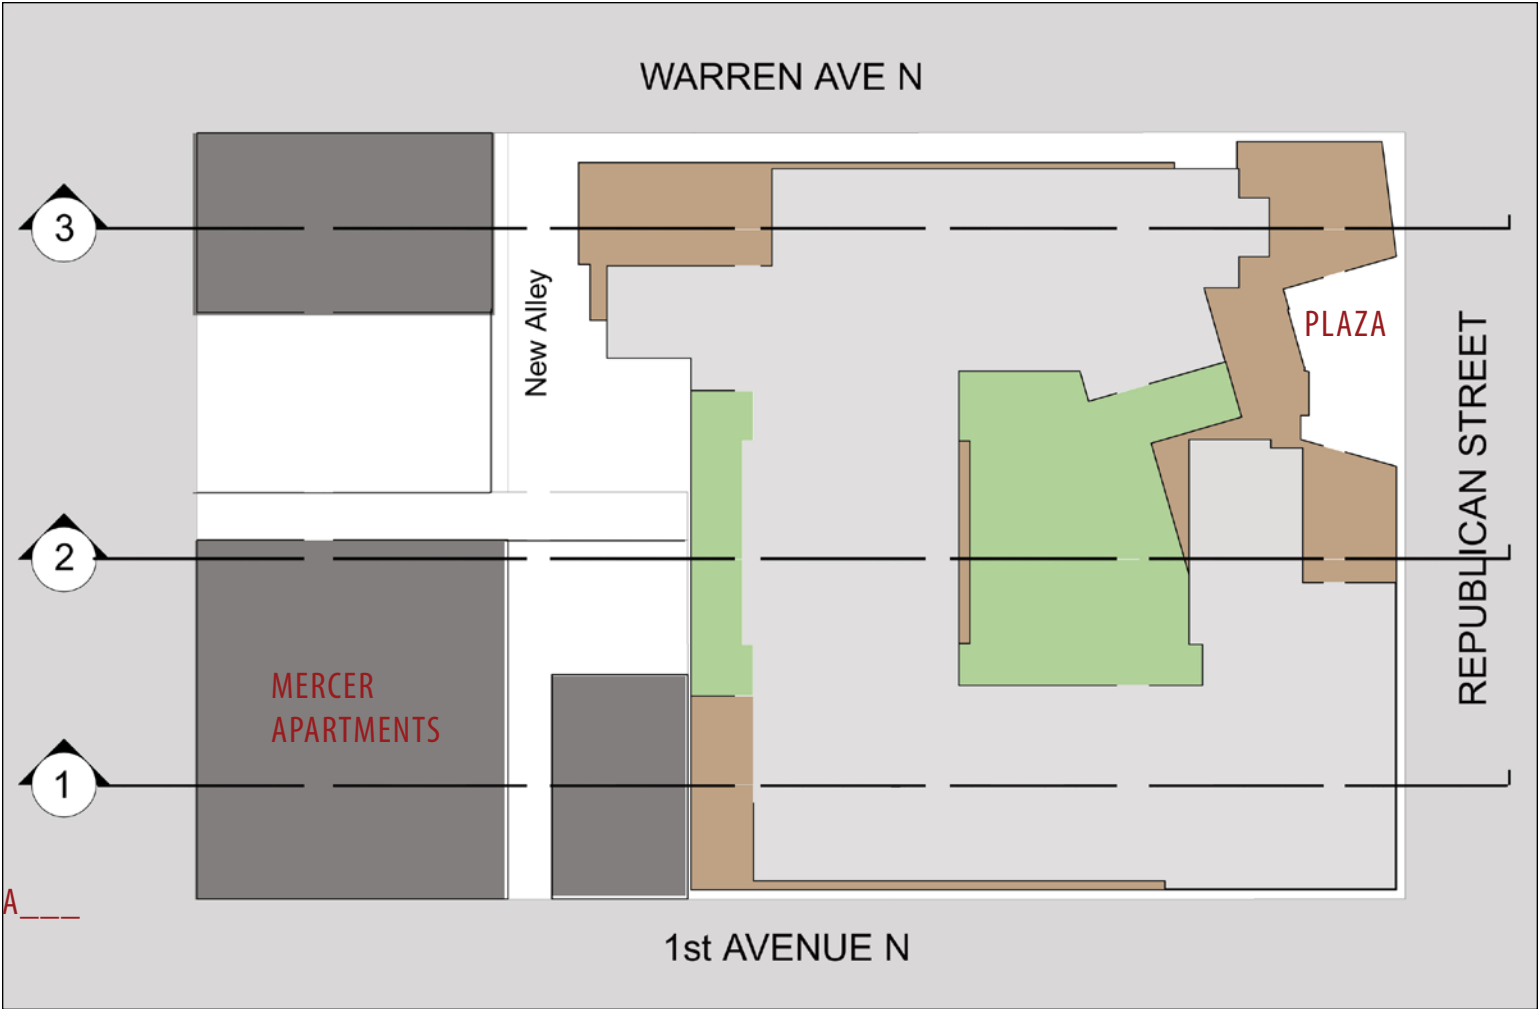 WARREN AVE N
3
New Alley
PLAZA
REPUBLICAN STREET
2
MERCER
APARTMENTS
1
A___
1st AVENUE N